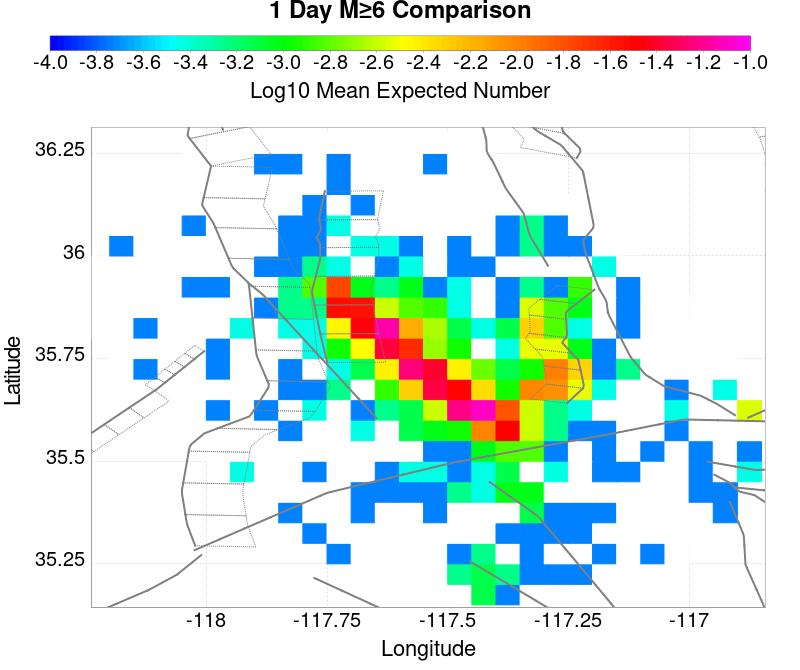 1 Day M≥6 Comparison
-4.0 -3.8 -3.6 -3.4 -3.2 -3.0 -2.8 -2.6 -2.4 -2.2 -2.0 -1.8 -1.6 -1.4 -1.2 -1.0
Log10 Mean Expected Number
36.25
36
35.75
35.5
35.25
Latitude
-118 -117.75 -117.5 -117.25 -117
Longitude